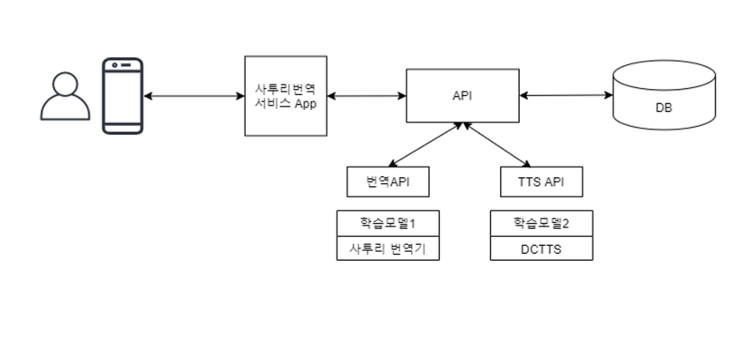 사투리번역
서비스 App
API
DB
번역API
TTS API
학습모델1
사투리 번역기
학습모델2
DCTTS